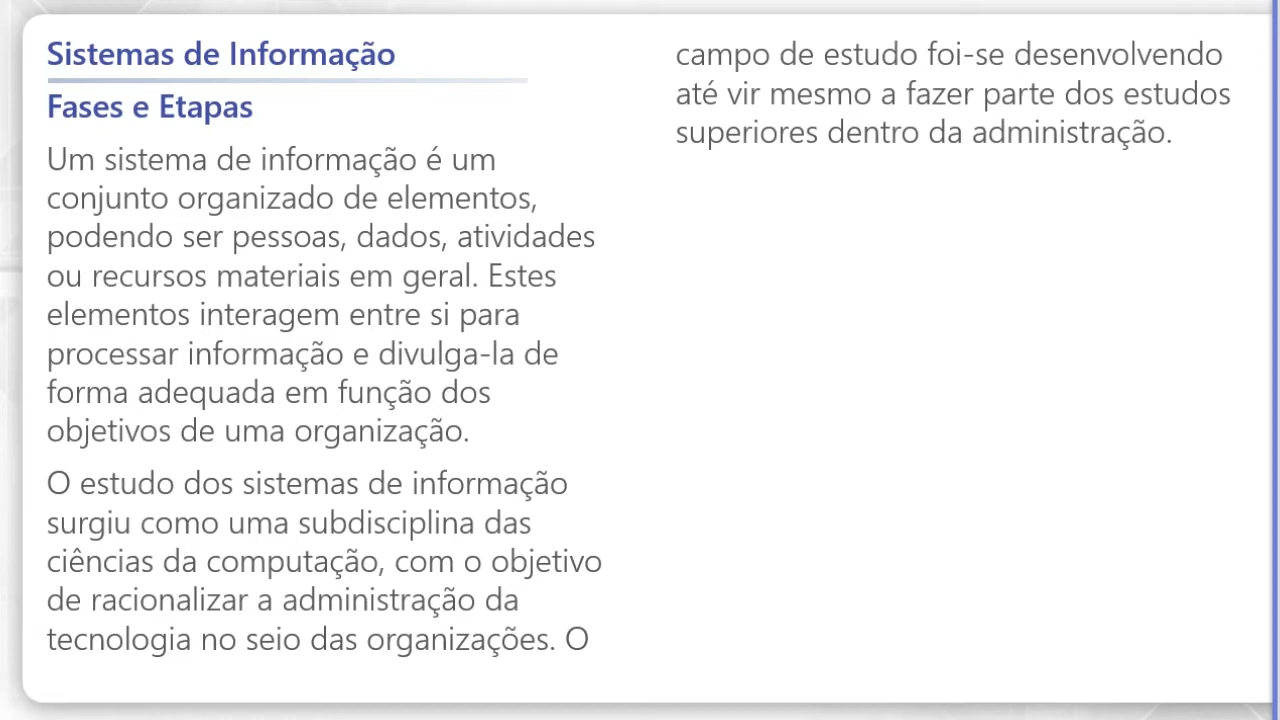 Sistemas de Informação
Fases e Etapas
Um sistema de informação é um
conjunto organizado de elementos,
podendo ser pessoas, dados, atividades
ou recursos materiais em geral. Estes
elementos interagem entre si para
processar informação e divulga-la de
forma adequada em função dos
objetivos de uma organização.
O estudo dos sistemas de informação
surgiu como uma subdisciplina das
ciências da computação, com o objetivo
de racionalizar a administração da
tecnologia no seio das organizações. O
campo de estudo foi-se desenvolvendo
até vir mesmo a fazer parte dos estudos
superiores dentro da administração.